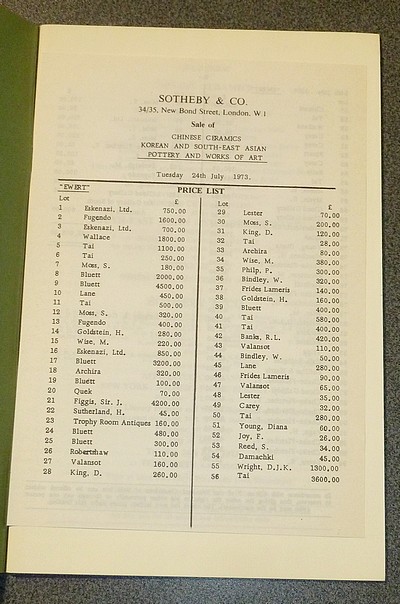 SOTHEBY & CO.
34/35, New Bond Street, London, W1
Sale of
CHINESE CERAMICS
KOREAN AND SOUTH-EAST ASIAN
POTTERY AND WORKS OF ART
Tuesday 24th July 1973.
"EWERT" PRICE LIST
Lot £
1 Eskenazi, Ltd. 750.00
2 Fugendo 1600.00
3 Eskenazi, Ltd. 700.00
4 Wallace 1800.00
5 Tai 1100.00
6 Tai 250.00
7 Moss, S. 180.00
8 Bluett 2000.00
9 Bluett 4500.00
10 Lane 450.00
11 Tai 500.00
12 Moss, S. 320.00
13 Fugendo 400.00
14 Goldstein, H. 280.00
15 Wise, M. 220.00
16 Eskenazi, Ltd. 850.00
17 Bluett 3200.00
18 Archira 320.00
19 Bluett 100.00
20 Quek 70.00
21 Figgis, Sir. J. 4200.00
22 Sutherland, H. 45.00
23 Trophy Room Antiques 160.00
24 Bluett 480.00
25 Bluett 300.00
26 Robertshaw 110.00
27 Valansot 160.00
28 King, D. 260.00
Lot £
29 Lester 70.00
30 Moss, S. 200.00
31 King, D. 120.00
32 Tai 28.00
33 Archira 80.00
34 Wise, M. 380.00
35 Philp, P. 300.00
36 Bindley, W. 320.00
37 Frides Lameris 140.00
38 Goldstein, H. 160.00
39 Bluett 400.00
40 Tai 580.00
41 Tai 400.00
42 Banks, R.L. 420.00
43 Valansot 110.00
44 Bindley, W. 50.00
45 Lane 280.00
46 Frides Lameris 90.00
47 Valansot 65.00
48 Lester 35.00
49 Carey 32.00
50 Tai 280.00
51 Young, Diana 60.00
52 Joy, F. 26.00
53 Reed, S. 34.00
54 Damachki 45.00
55 Wright, D.J.K. 1300.00
56 Tai 3600.00